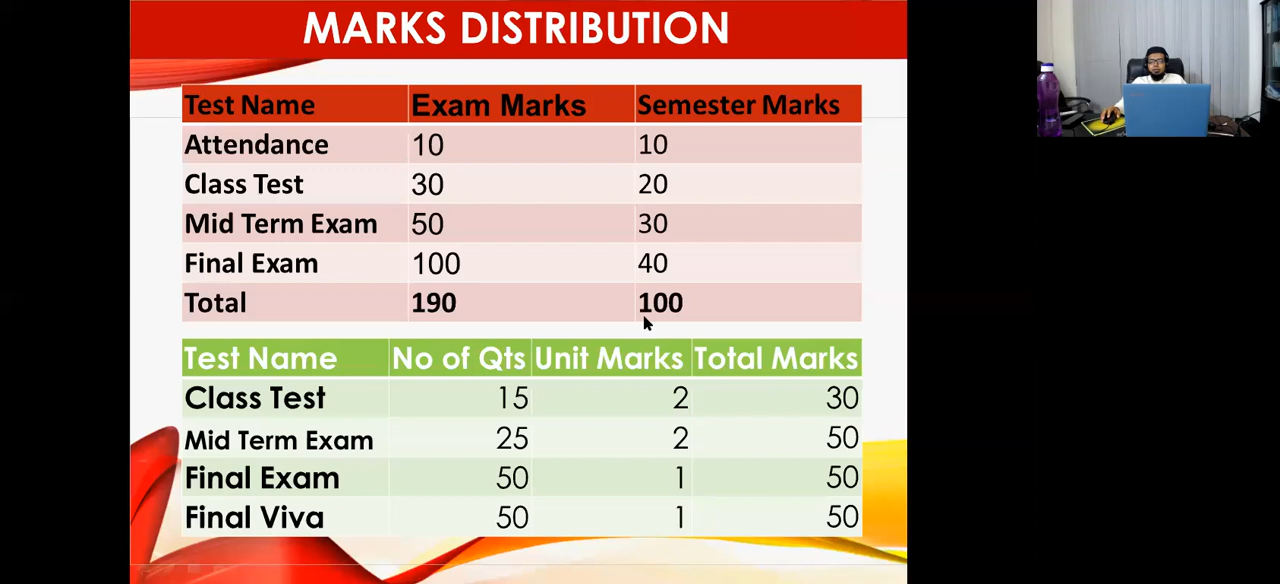 MARKS DISTRIBUTION
Test Name Exam Marks Semester Marks
Attendance 10 10
Class Test 30 20
Mid Term Exam 50 30
Final Exam 100 40
Total 190 100
Test Name No of Qts Unit Marks Total Marks
Class Test 15 2 30
Mid Term Exam 25 2 50
Final Exam 50 1 50
Final Viva 50 1 50